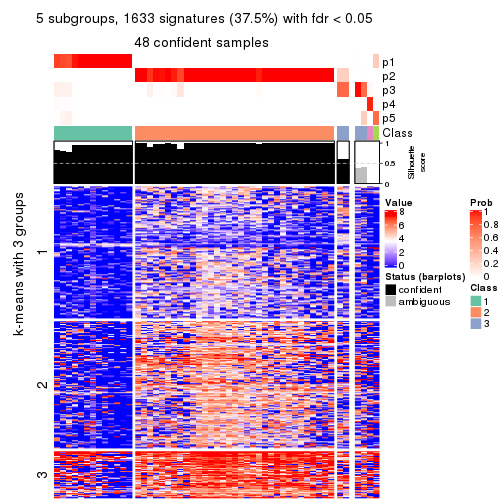 5 subgroups, 1633 signatures (37.5%) with fdr < 0.05
48 confident samples
p1
p2
p3
p4
p5
Class
1
0.5
0
Silhouette
score
k-means with 3 groups
1
2
3
Value
8
6
4
2
0
Status (barplots)
confident
ambiguous
Prob
1
0.8
0.6
0.4
0.2
0
Class
1
2
3